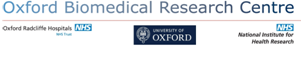 Oxford Biomedical Research Centre
Oxford Radcliffe Hospitals NHS
NHS Trust
UNIVERSITY OF
OXFORD
NHS
National Institute for
Health Research